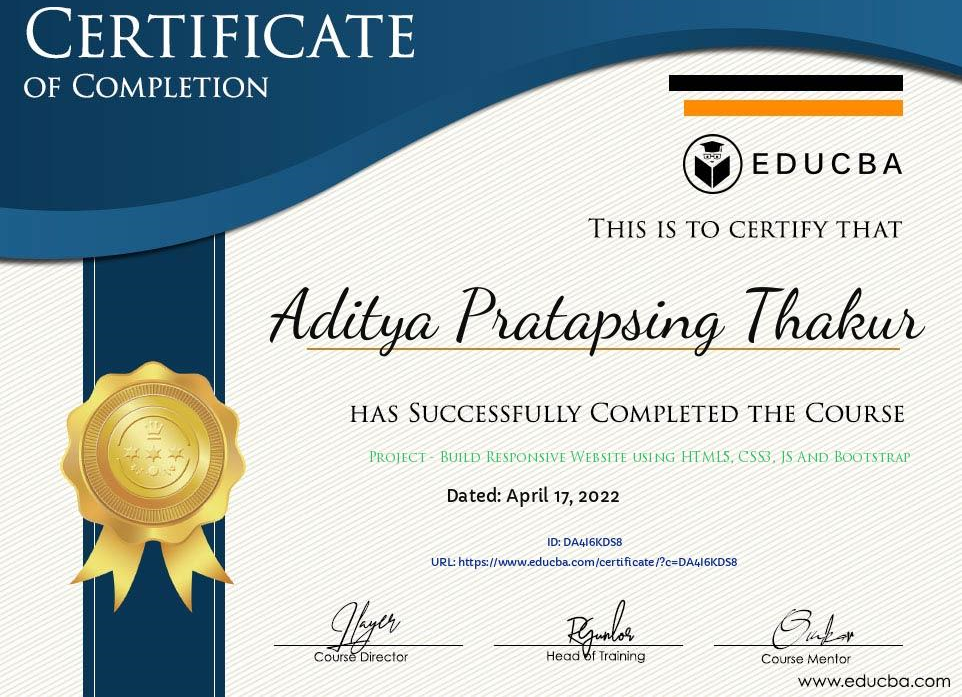 CERTIFICATE
OF COMPLETION
EDUCBA
THIS IS TO CERTIFY THAT
Aditya Pratapsing Thakur
HAS SUCCESSFULLY COMPLETED THE COURSE
PROJECT - BUILD RESPONSIVE WEBSITE USING HTML5, CSS3, JS AND BOOTSTRAP
Dated: April 17, 2022
ID: DA4I6KDS8
URL: https://www.educba.com/certificate/?c=DA4I6KDS8
Course Director
Head of Training
Course Mentor
www.educba.com